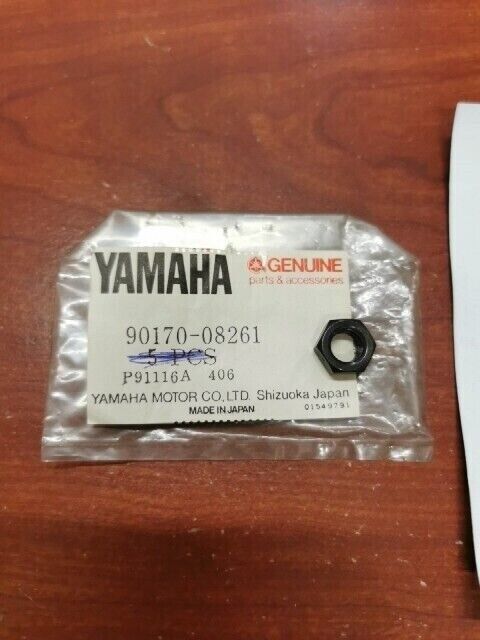 YAMAHA
GENUINE
parts & accessories
90170-08261
5 PCS
P91116A 406
YAMAHA MOTOR CO,LTD. Shizuoka Japan
MADE IN JAPAN
01549791